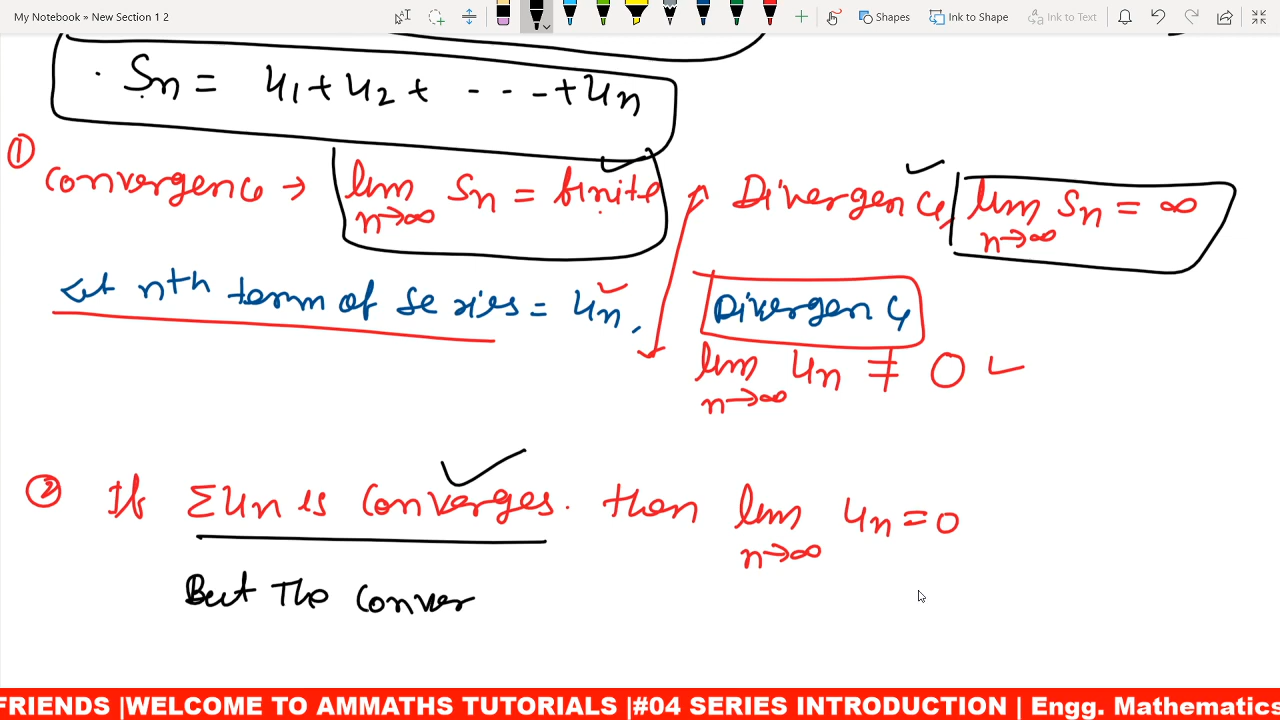 My Notebook » New Section 1 2
Shapes
Ink to Shape
Ink to Text
Sn = u1 + u2 + - - - + un
① Convergence → lim n→∞ Sn = finite
Divergence, lim n→∞ Sn = ∞
Let nth term of series = un,
Divergence
lim n→∞ un ≠ 0
② If Σun is converges. then lim n→∞ un = 0
But The conver
FRIENDS |WELCOME TO AMMATHS TUTORIALS |#04 SERIES INTRODUCTION | Engg. Mathematics